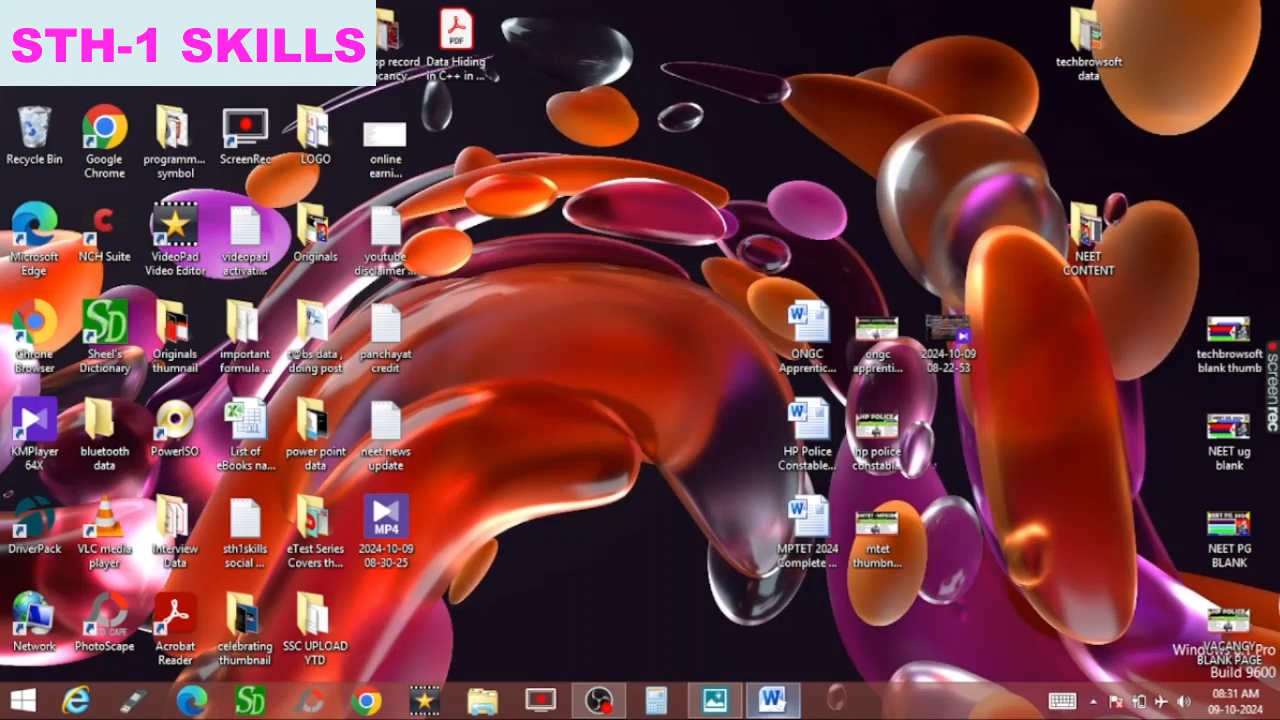 STH-1 SKILLS
Data Hiding
in C++ in ...
techbrowsoft
data
Recycle Bin
Google
Chrome
programm...
symbol
ScreenRec
LOGO
online
earni...
Microsoft
Edge
NCH Suite
VideoPad
Video Editor
videopad
activati...
Originals
youtube
disclaimer ...
NEET
CONTENT
Chrome
Browser
Sheel's
Dictionary
Originals
thumnail
important
formula ...
t@bs data ,
doing post
panchayat
credit
ONGC
Apprentic...
ongc
apprenti...
2024-10-09
08-22-53
techbrowsoft
blank thumb
screenrec
KMPlayer
64X
bluetooth
data
PowerISO
List of
eBooks na...
power point
data
neet news
update
HP Police
Constable...
hp police
constabl...
NEET ug
blank
DriverPack
VLC media
player
Interview
Data
sth1skills
social ...
eTest Series
Covers th...
MP4
2024-10-09
08-30-25
MPTET 2024
Complete ...
mtet
thumbn...
NEET PG
BLANK
Network
PhotoScape
Acrobat
Reader
celebrating
thumbnail
SSC UPLOAD
YTD
VACANCY
BLANK PAGE
Build 9600
08:31 AM
09-10-2024